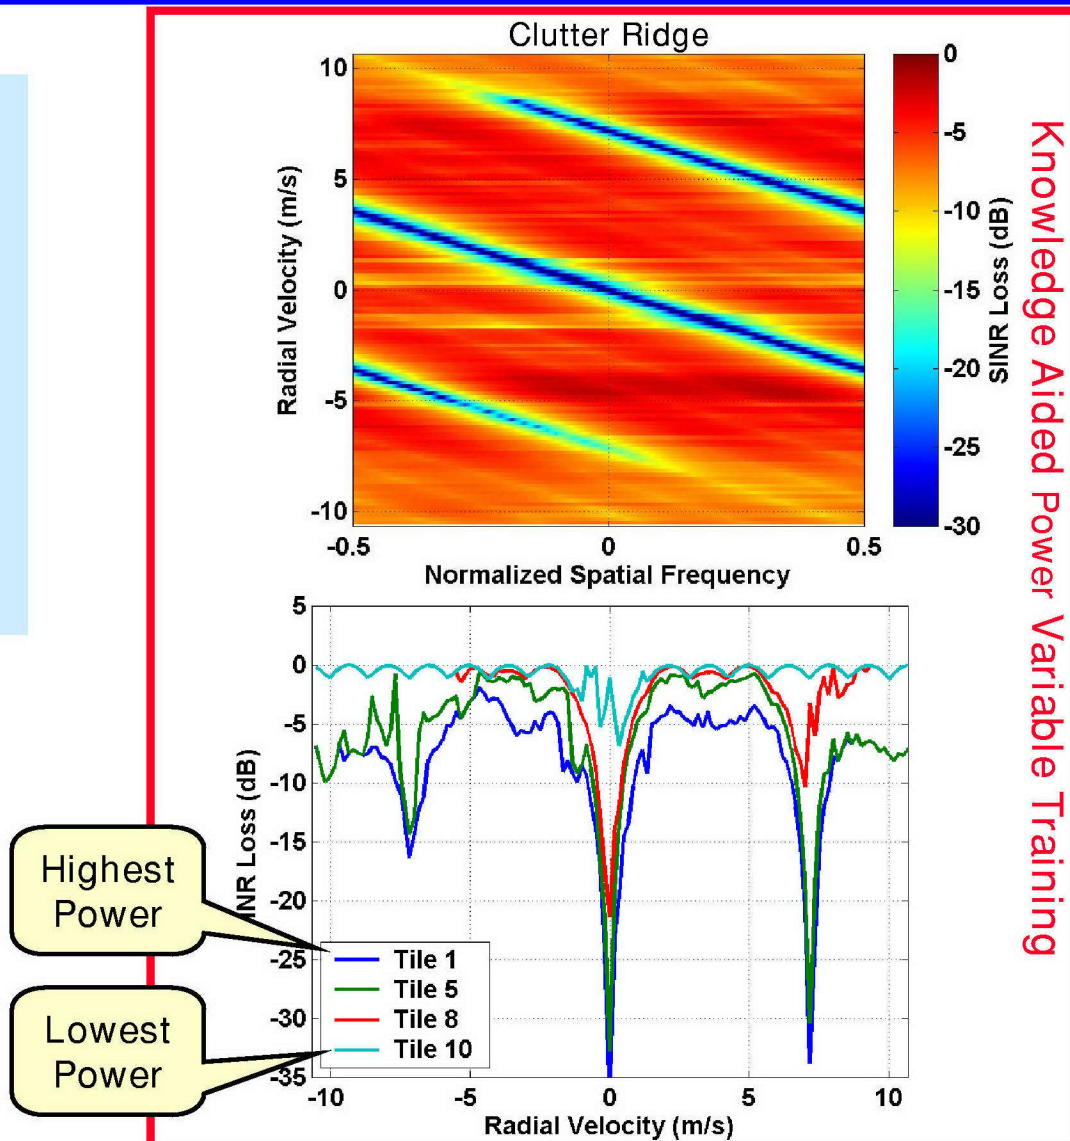 Clutter Ridge
10
5
0
-5
-10
Radial Velocity (m/s)
-0.5
0
0.5
Normalized Spatial Frequency
0
-5
-10
-15
-20
-25
-30
SINR Loss (dB)
Knowledge Aided Power Variable Training
5
0
-5
-10
-15
-20
-25
-30
-35
INR Loss (dB)
Highest
Power
Lowest
Power
Tile 1
Tile 5
Tile 8
Tile 10
-10
-5
0
5
10
Radial Velocity (m/s)